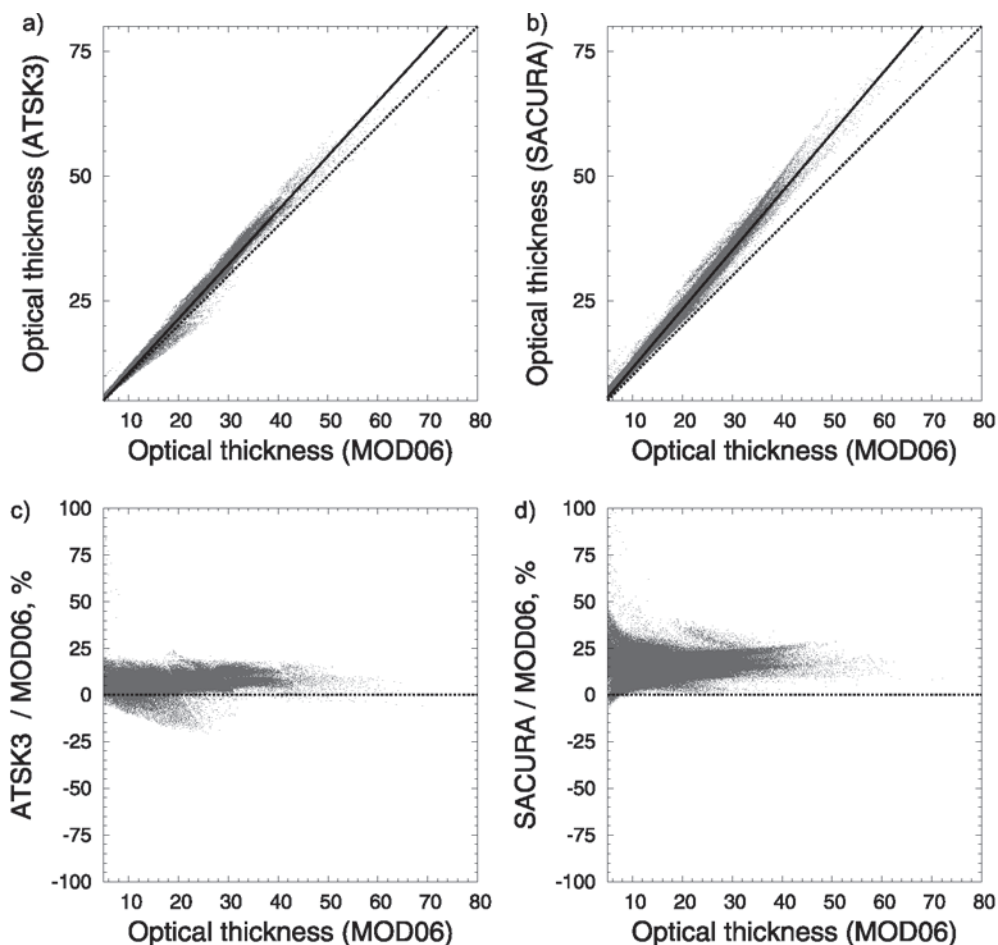 a)
75
50
25
Optical thickness (ATSK3)
10 20 30 40 50 60 70 80
Optical thickness (MOD06)
b)
75
50
25
Optical thickness (SACURA)
10 20 30 40 50 60 70 80
Optical thickness (MOD06)
c)
100
75
50
25
0
-25
-50
-75
-100
ATSK3 / MOD06, %
10 20 30 40 50 60 70 80
Optical thickness (MOD06)
d)
100
75
50
25
0
-25
-50
-75
-100
SACURA / MOD06, %
10 20 30 40 50 60 70 80
Optical thickness (MOD06)